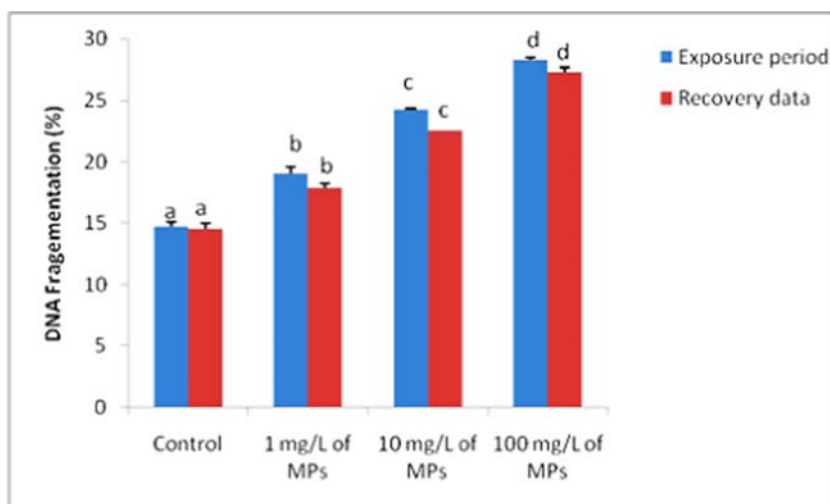 DNA Fragementation (%)
30
25
20
15
10
5
0
a a
b b
c c
d d
Control
1 mg/L of
MPs
10 mg/L of
MPs
100 mg/L of
MPs
Exposure period
Recovery data